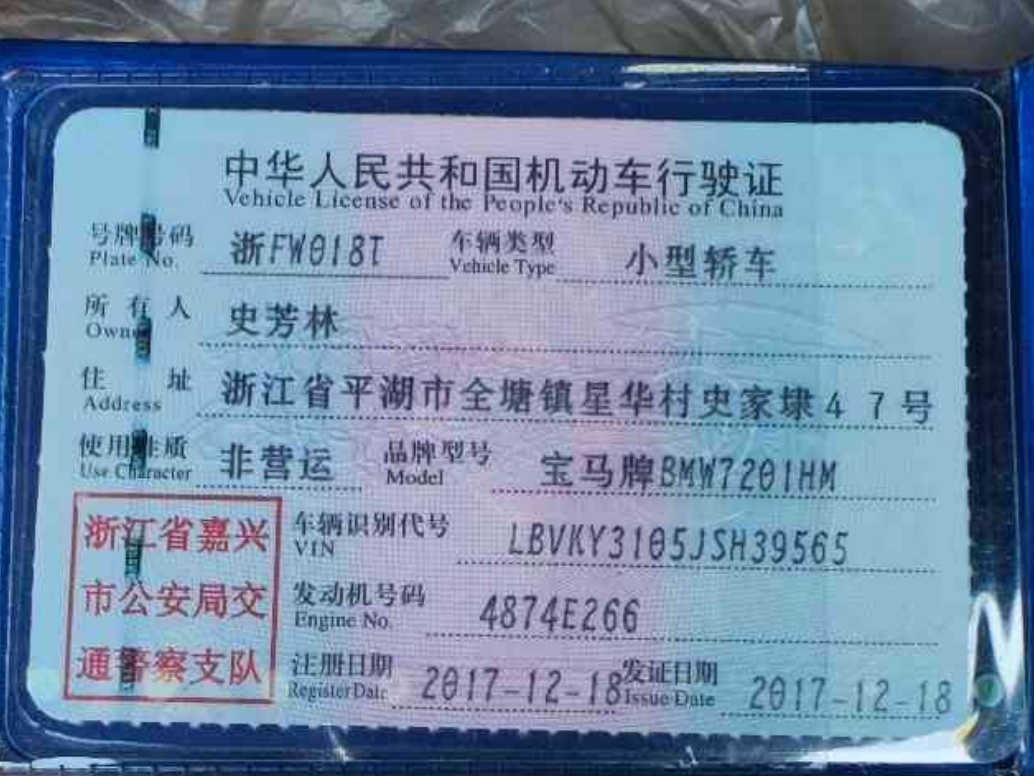 中华人民共和国机动车行驶证
Vehicle License of the People's Republic of China
号牌号码 浙FW018T 车辆类型 小型轿车
Plate No. Vehicle Type
所有人 史芳林
Owner
住址 浙江省平湖市全塘镇星华村史家埭47号
Address
使用性质 非营运 品牌型号 宝马牌BMW7201HM
Use Character Model
浙江省嘉兴
市公安局交
通警察支队
车辆识别代号 LBVKY3105JSH39565
VIN
发动机号码 4874E266
Engine No.
注册日期 2017-12-18 发证日期 2017-12-18
Register Date Issue Date